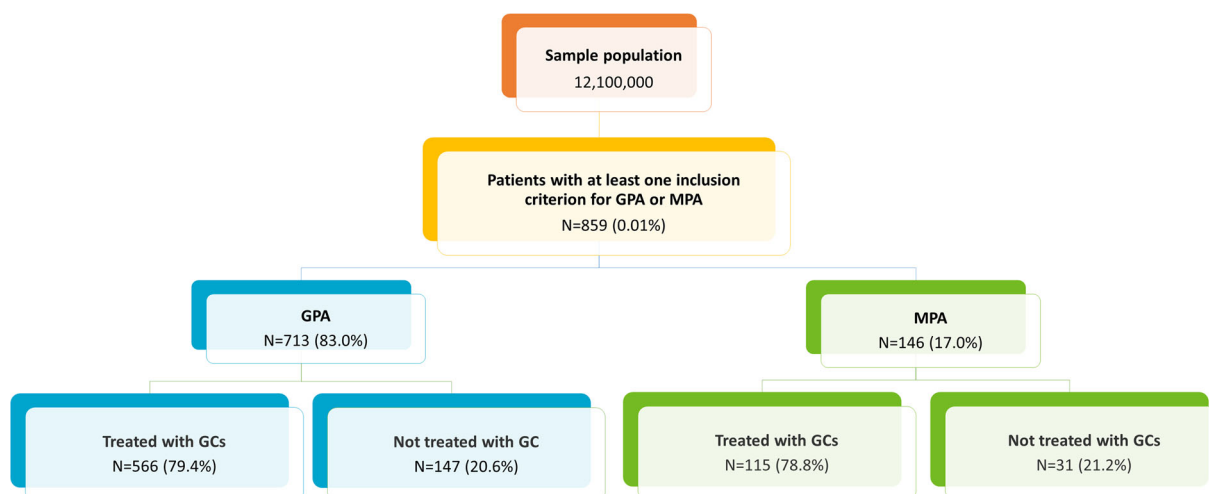 Sample population
12,100,000
Patients with at least one inclusion
criterion for GPA or MPA
N=859 (0.01%)
GPA
N=713 (83.0%)
MPA
N=146 (17.0%)
Treated with GCs
N=566 (79.4%)
Not treated with GC
N=147 (20.6%)
Treated with GCs
N=115 (78.8%)
Not treated with GCs
N=31 (21.2%)